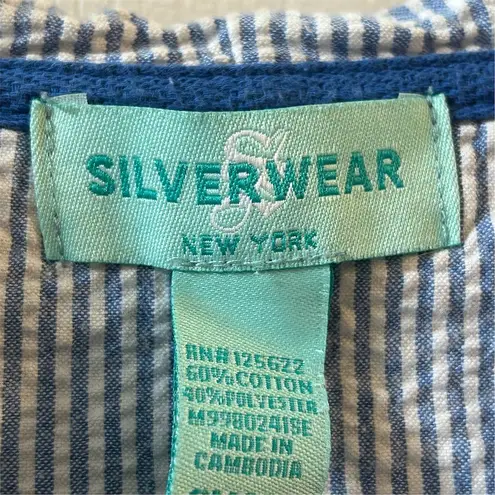 SILVERWEAR
NEW YORK
RN# 125622
60% COTTON
40% POLYESTER
M99802418E
MADE IN
CAMBODIA